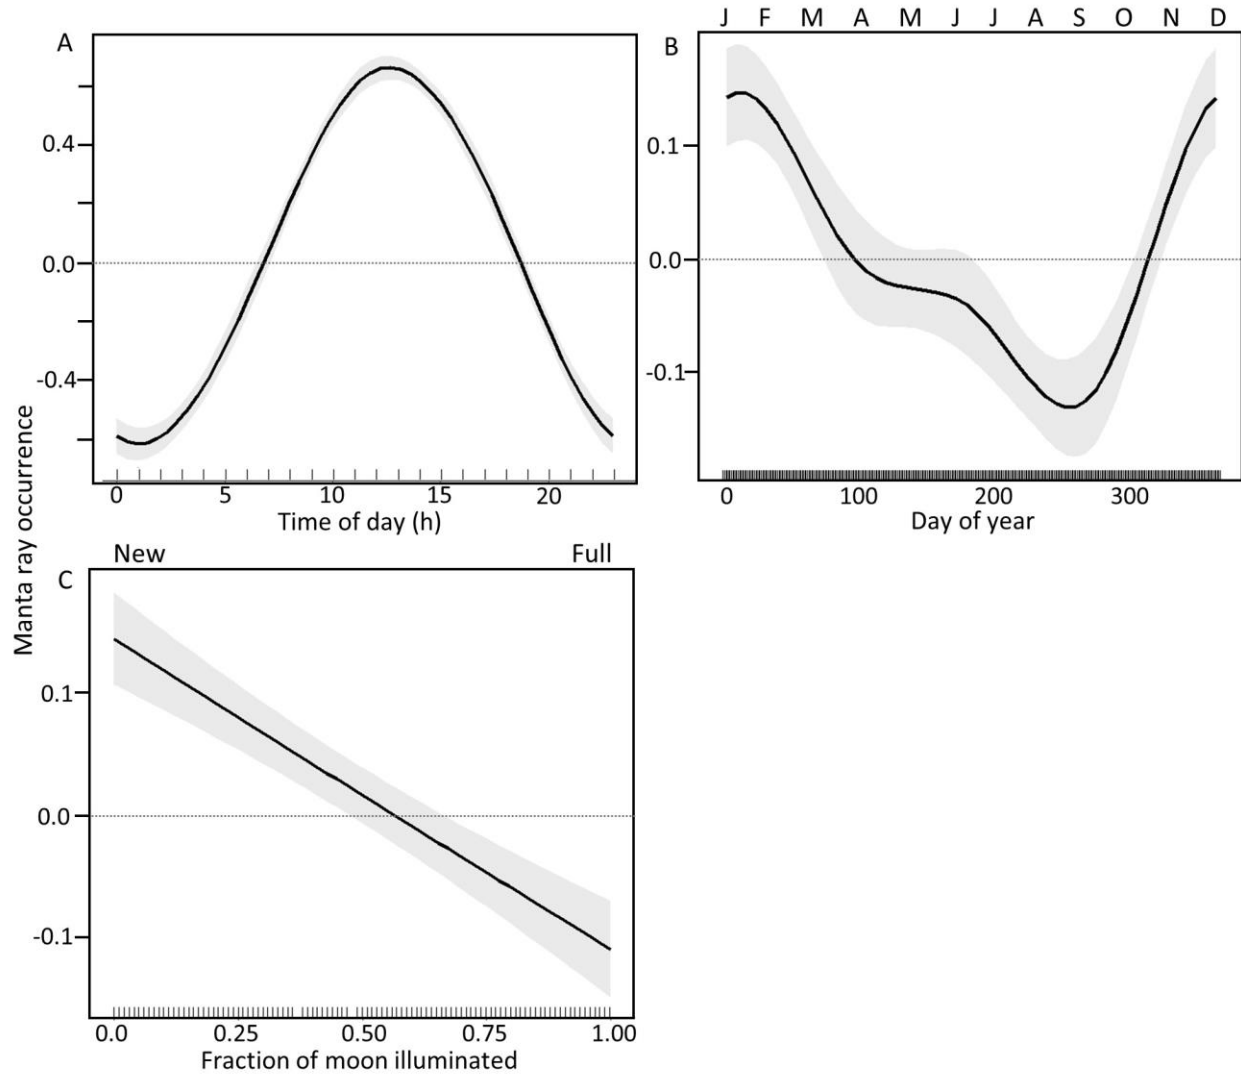 J F M A M J J A S O N D
A
0.4
0.0
-0.4
0 5 10 15 20
Time of day (h)
B
0.1
0.0
-0.1
0 100 200 300
Day of year
Manta ray occurrence
New Full
C
0.1
0.0
-0.1
0.0 0.25 0.50 0.75 1.00
Fraction of moon illuminated